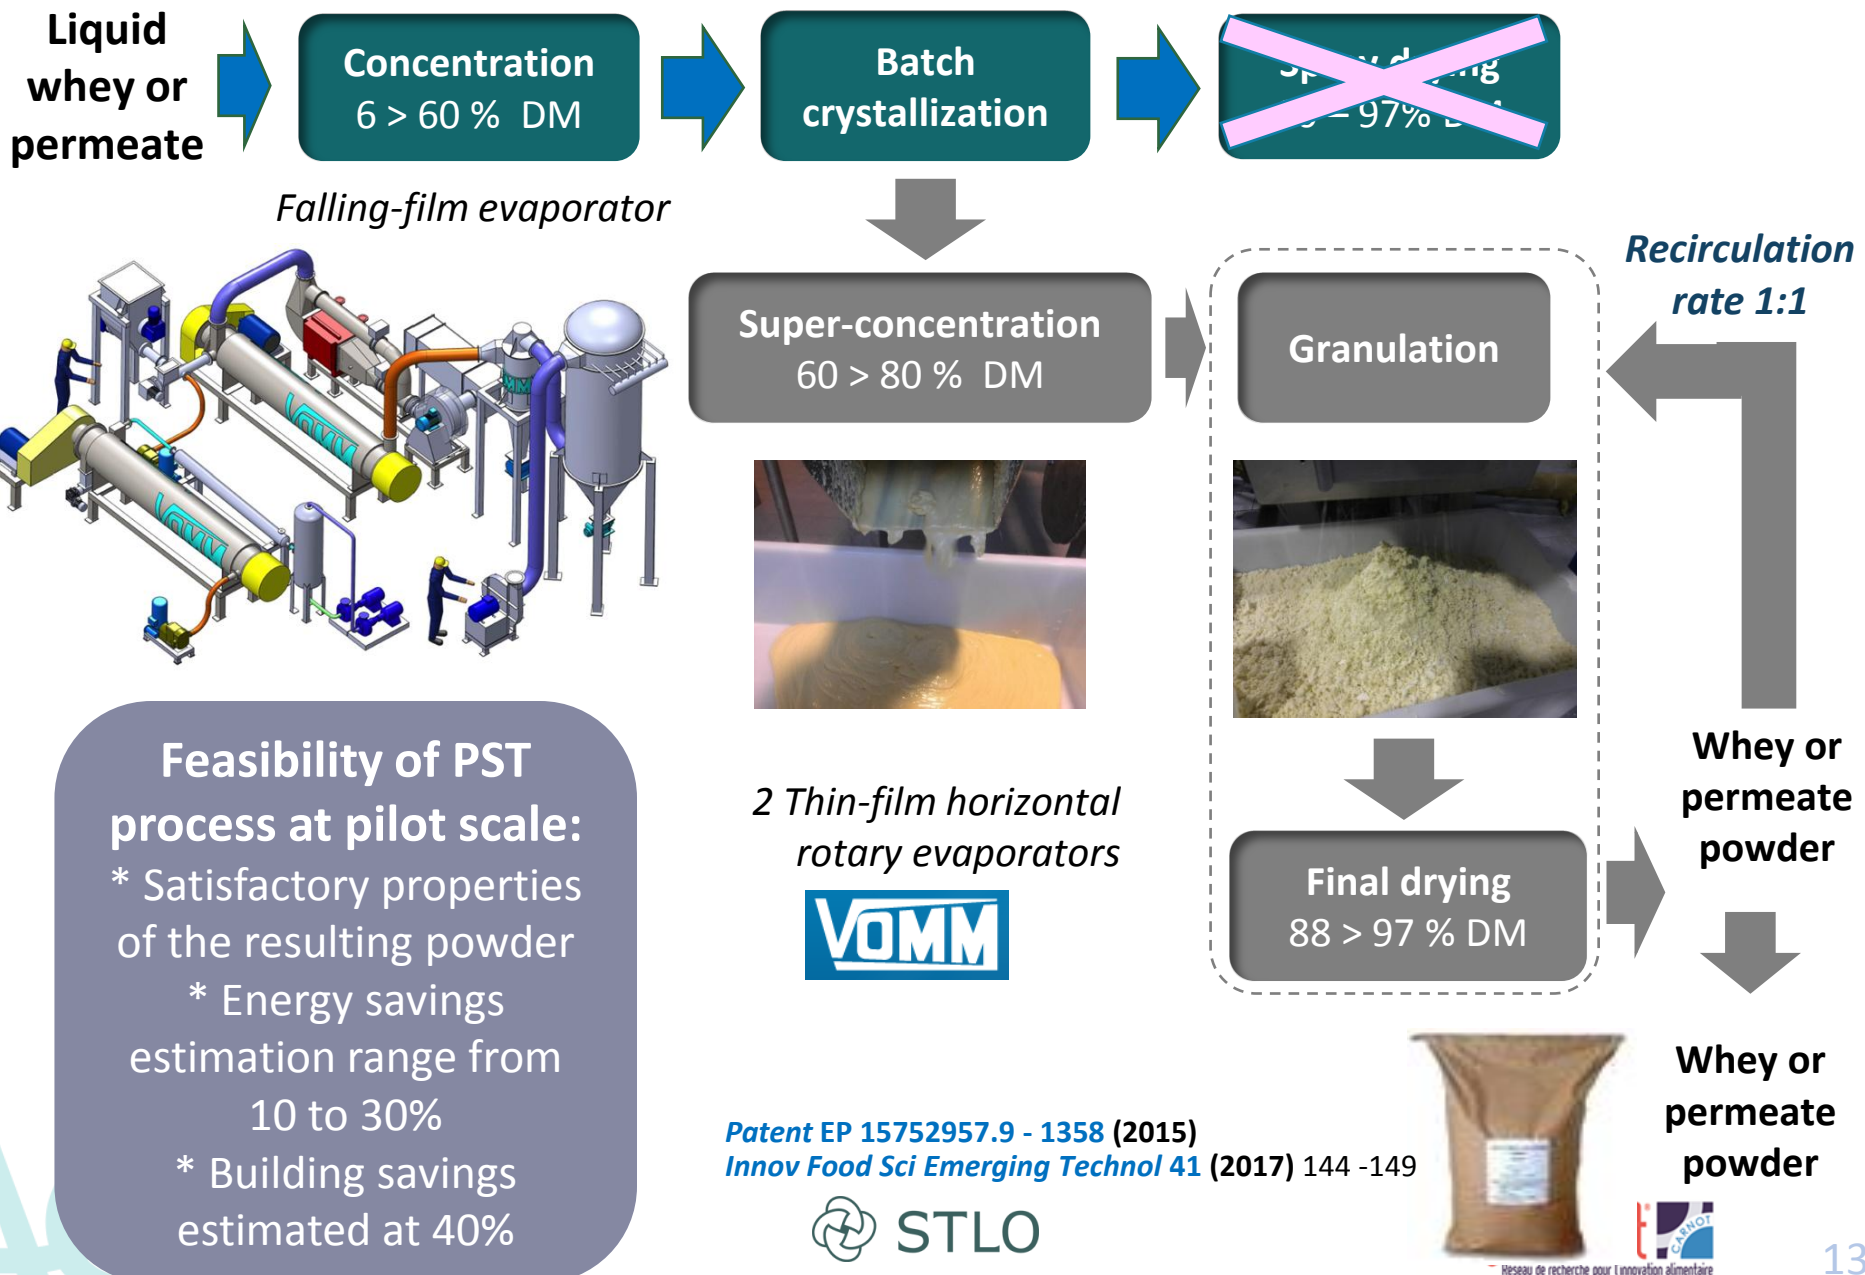 Liquid
whey or
permeate
Concentration
6 > 60 % DM
Batch
crystallization
97%
Falling-film evaporator
Recirculation
rate 1:1
Super-concentration
60 > 80 % DM
Granulation
VOMM
VOMM
VOMM
Feasibility of PST
process at pilot scale:
* Satisfactory properties
of the resulting powder
* Energy savings
estimation range from
10 to 30%
* Building savings
estimated at 40%
2 Thin-film horizontal
rotary evaporators
VOMM
Final drying
88 > 97 % DM
Whey or
permeate
powder
Whey or
permeate
powder
Patent EP 15752957.9 - 1358 (2015)
Innov Food Sci Emerging Technol 41 (2017) 144 -149
STLO
CARNOT
Réseau de recherche pour l'innovation alimentaire
13